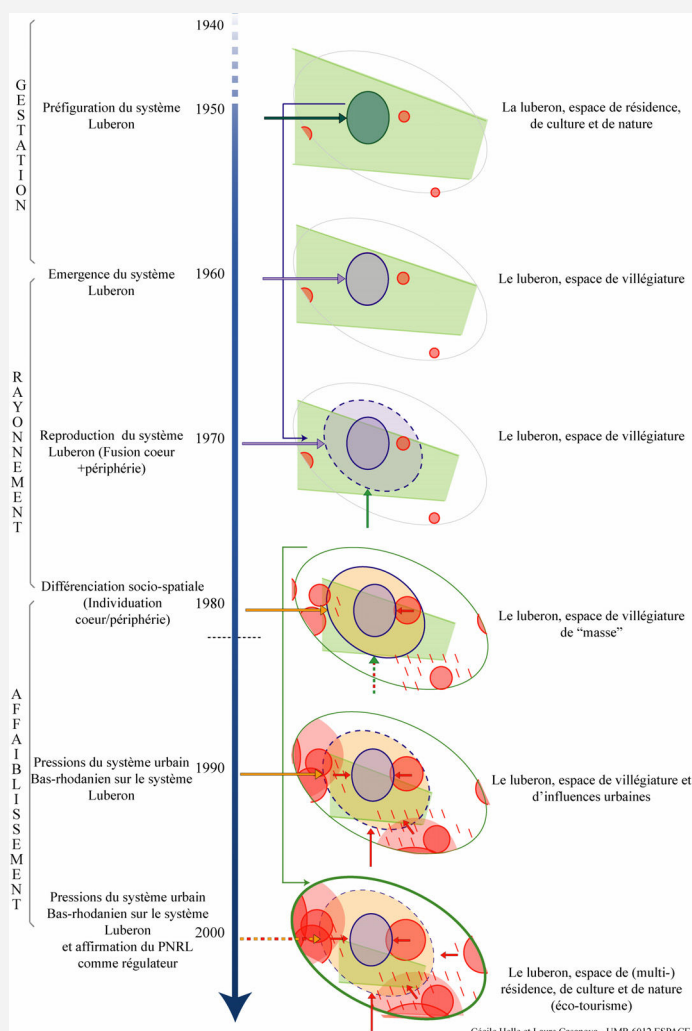 1940
GESTATION
Préfiguration du système
Luberon
1950
La luberon, espace de résidence,
de culture et de nature
Emergence du système
Luberon
1960
Le luberon, espace de villégiature
RAYONNEMENT
Reproduction du système
Luberon (Fusion coeur
+périphérie)
1970
Le luberon, espace de villégiature
Différenciation socio-spatiale
(Individuation
coeur/périphérie)
1980
Le luberon, espace de villégiature
de “masse”
AFFAIBLISSEMENT
Pressions du système urbain
Bas-rhodanien sur le système
Luberon
1990
Le luberon, espace de villégiature et
d’influences urbaines
Pressions du système urbain
Bas-rhodanien sur le système
Luberon
et affirmation du PNRL
comme régulateur
2000
Le luberon, espace de (multi-)
résidence, de culture et de nature
(éco-tourisme)